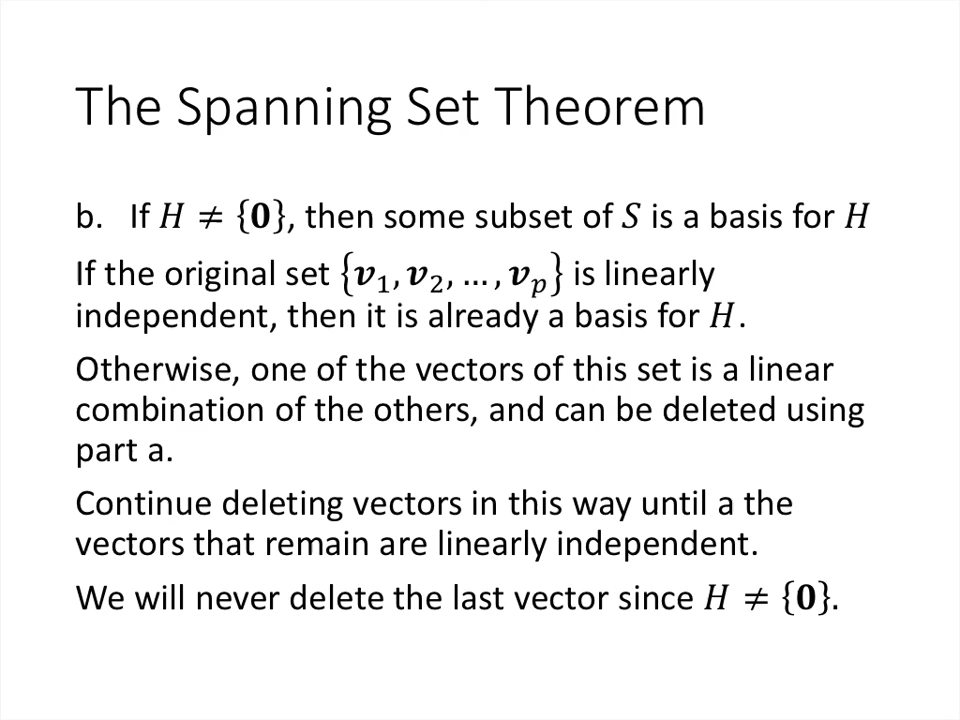 The Spanning Set Theorem
b. If 𝐻 ≠ {𝟎}, then some subset of 𝑆 is a basis for 𝐻
If the original set {𝒗₁, 𝒗₂, … , 𝒗ₚ} is linearly
independent, then it is already a basis for 𝐻.
Otherwise, one of the vectors of this set is a linear
combination of the others, and can be deleted using
part a.
Continue deleting vectors in this way until a the
vectors that remain are linearly independent.
We will never delete the last vector since 𝐻 ≠ {𝟎}.